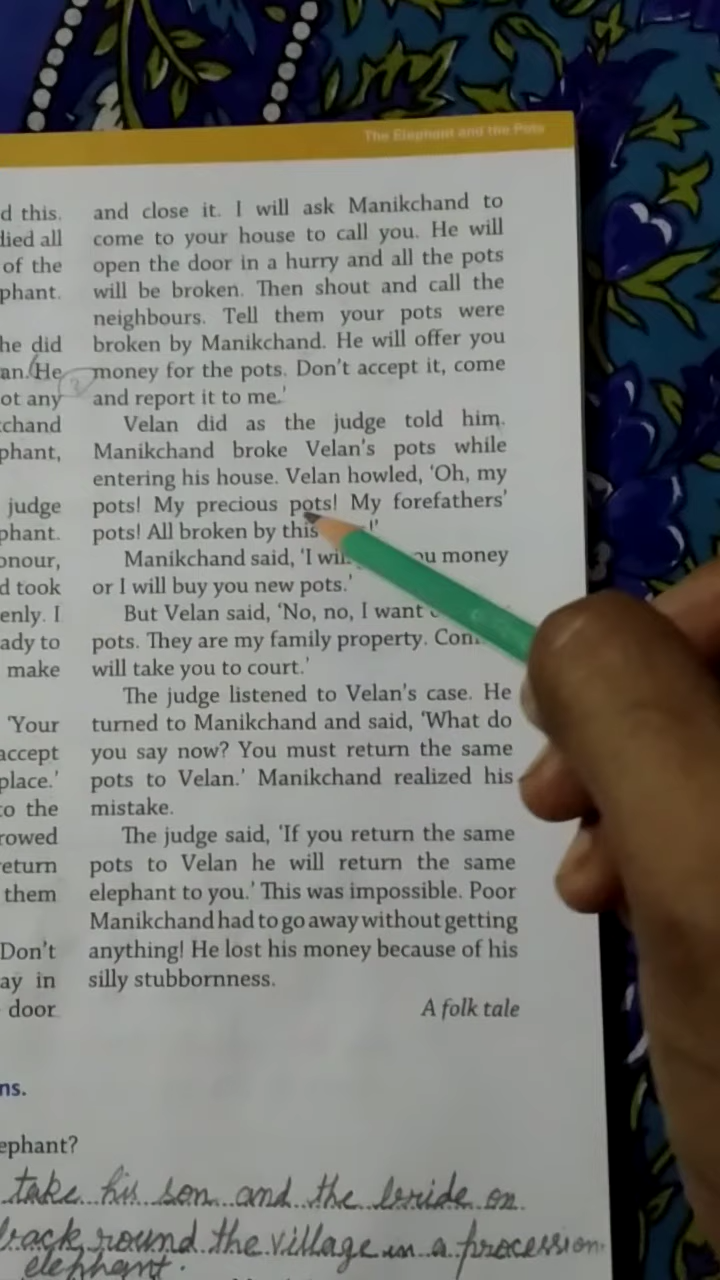 The Elephant and the Pots
d this.
died all
of the
phant.
he did
an. He
ot any
chand
phant,
judge
phant.
onour,
d took
enly. I
ady to
make
'Your
accept
place.'
to the
rowed
return
them
Don't
ay in
door
and close it. I will ask Manikchand to
come to your house to call you. He will
open the door in a hurry and all the pots
will be broken. Then shout and call the
neighbours. Tell them your pots were
broken by Manikchand. He will offer you
money for the pots. Don't accept it, come
and report it to me.'
Velan did as the judge told him.
Manikchand broke Velan's pots while
entering his house. Velan howled, 'Oh, my
pots! My precious pots! My forefathers'
pots! All broken by this !'
Manikchand said, 'I ou money
or I will buy you new pots.'
But Velan said, 'No, no, I want
pots. They are my family property.
will take you to court.'
The judge listened to Velan's case. He
turned to Manikchand and said, 'What do
you say now? You must return the same
pots to Velan.' Manikchand realized his
mistake.
The judge said, 'If you return the same
pots to Velan he will return the same
elephant to you.' This was impossible. Poor
Manikchand had to go away without getting
anything! He lost his money because of his
silly stubbornness.
A folk tale
ns.
ephant?
take his son and the bride on
back round the village in a procession.
elephant.